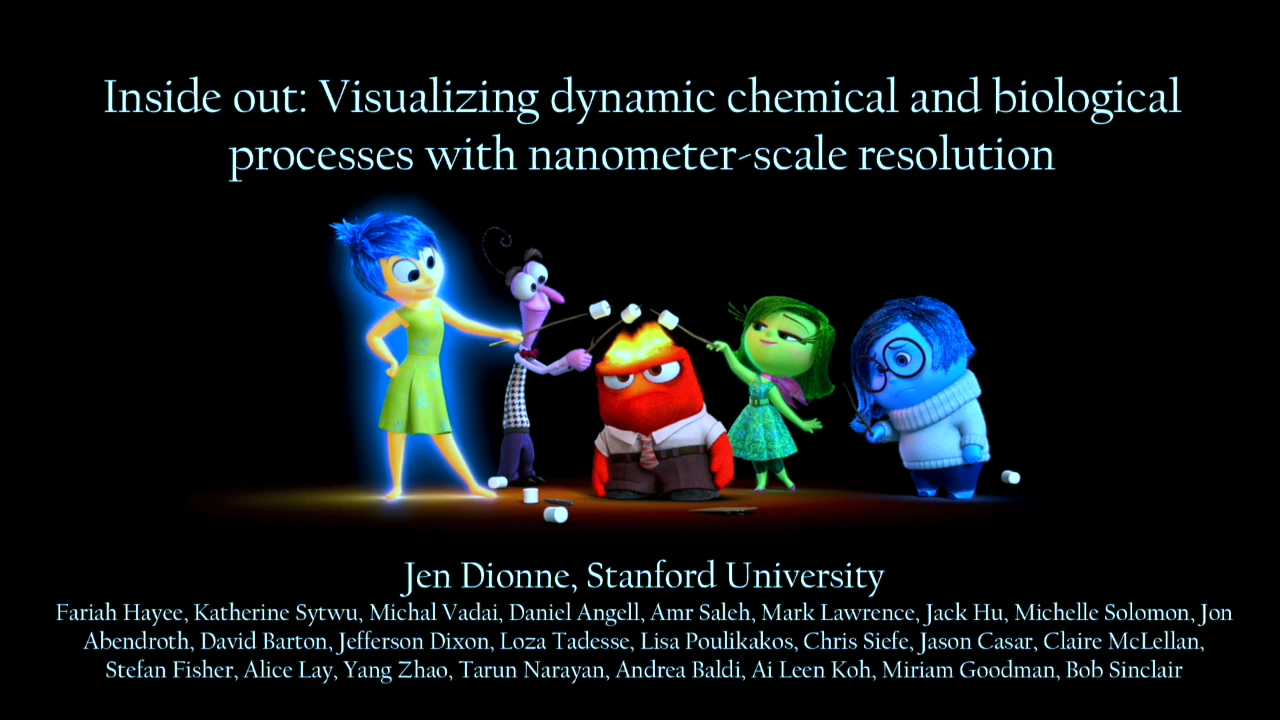 Inside out: Visualizing dynamic chemical and biological
processes with nanometer-scale resolution
Jen Dionne, Stanford University
Fariah Hayee, Katherine Sytwu, Michal Vadai, Daniel Angell, Amr Saleh, Mark Lawrence, Jack Hu, Michelle Solomon, Jon
Abendroth, David Barton, Jefferson Dixon, Loza Tadesse, Lisa Poulikakos, Chris Siefe, Jason Casar, Claire McLellan,
Stefan Fisher, Alice Lay, Yang Zhao, Tarun Narayan, Andrea Baldi, Ai Leen Koh, Miriam Goodman, Bob Sinclair